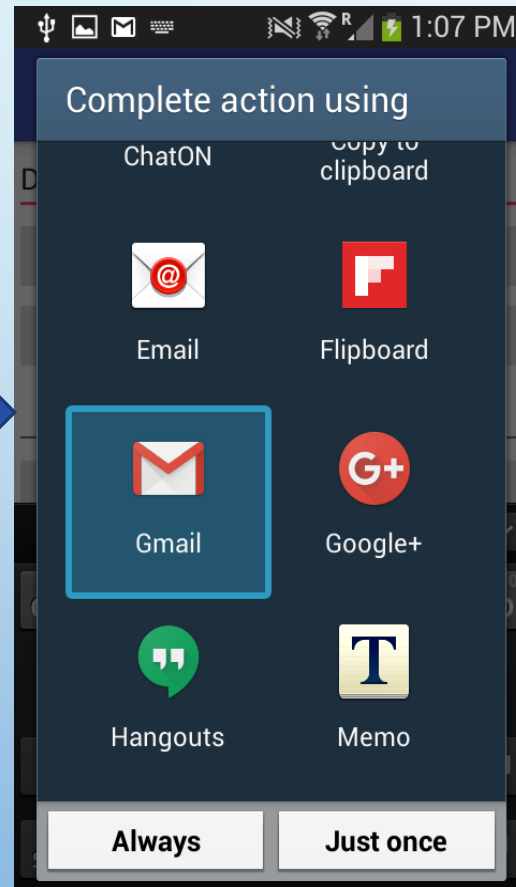 R 1:07 PM
Complete action using
ChatON
Copy to
clipboard
Email
Flipboard
Gmail
Google+
Hangouts
Memo
Always
Just once